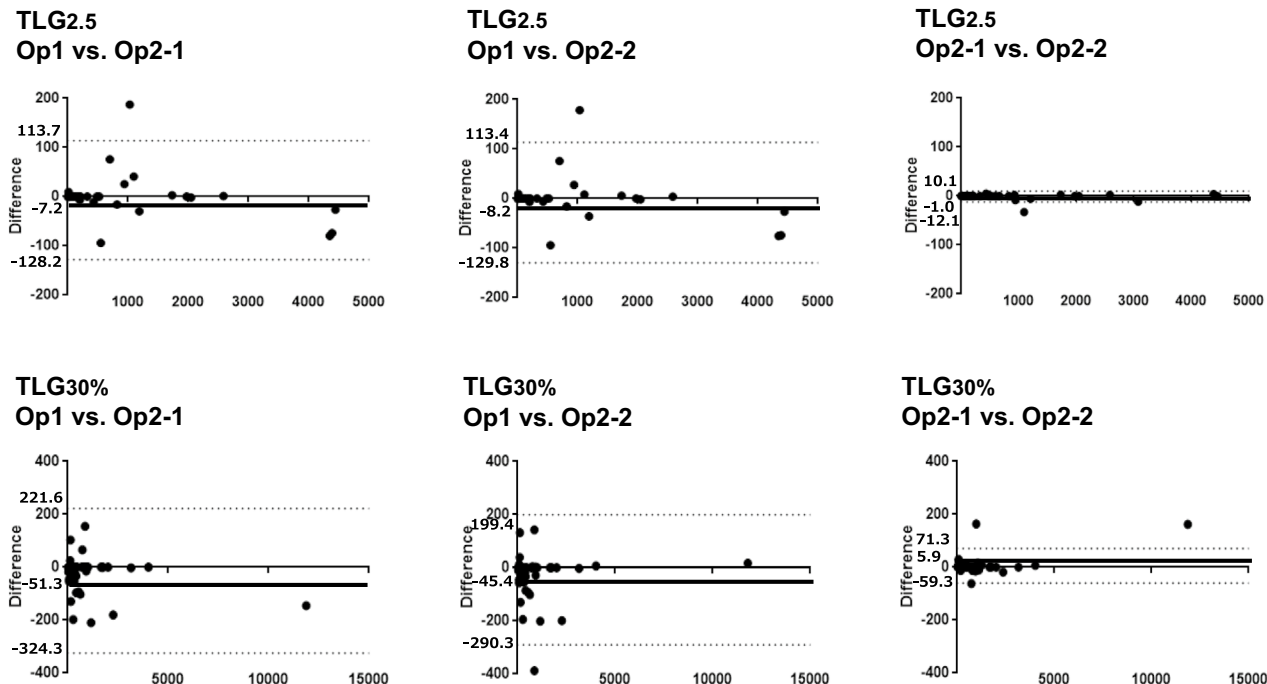 TLG2.5
Op1 vs. Op2-1
200
113.7
100
0
-7.2
-100
-128.2
-200
Difference
1000 2000 3000 4000 5000
TLG2.5
Op1 vs. Op2-2
200
113.4
100
0
-8.2
-100
-129.8
-200
Difference
1000 2000 3000 4000 5000
TLG2.5
Op2-1 vs. Op2-2
200
100
10.1
0
-1.0
-12.1
-100
-200
Difference
1000 2000 3000 4000 5000
TLG30%
Op1 vs. Op2-1
400
221.6
200
0
-51.3
-200
-324.3
-400
Difference
5000 10000 15000
TLG30%
Op1 vs. Op2-2
400
200
199.4
0
-45.4
-200
-290.3
-400
Difference
5000 10000 15000
TLG30%
Op2-1 vs. Op2-2
400
200
71.3
5.9
0
-59.3
-200
-400
Difference
5000 10000 15000